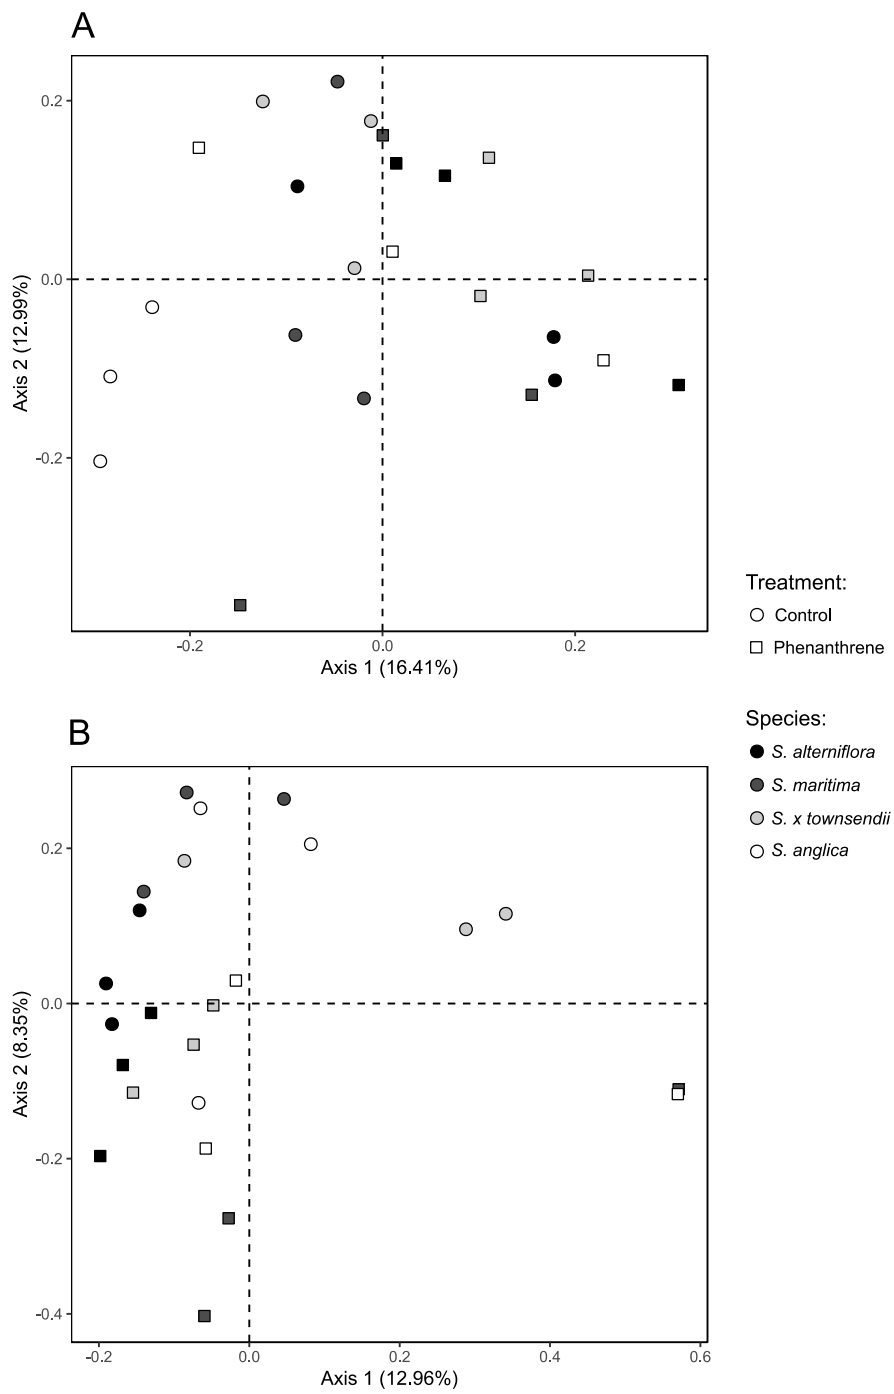 A
0.2
0.0
-0.2
Axis 2 (12.99%)
-0.2
0.0
0.2
Axis 1 (16.41%)
Treatment:
Control
Phenanthrene
Species:
S. alterniflora
S. maritima
S. x townsendii
S. anglica
B
0.2
0.0
-0.2
-0.4
Axis 2 (8.35%)
-0.2
0.0
0.2
0.4
0.6
Axis 1 (12.96%)